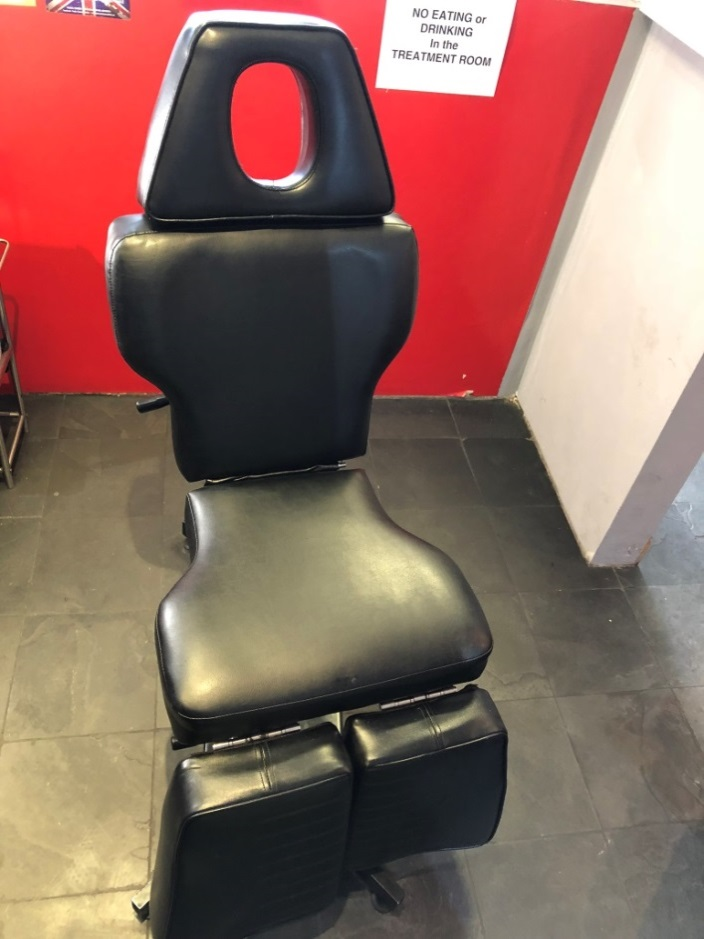 NO EATING or
DRINKING
In the
TREATMENT ROOM